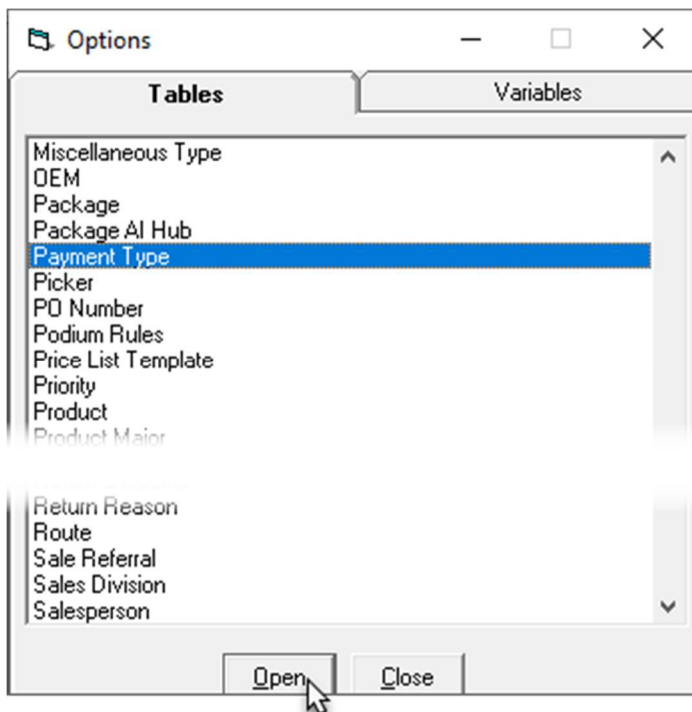 Options
Tables
Variables
Miscellaneous Type
OEM
Package
Package AI Hub
Payment Type
Picker
PO Number
Podium Rules
Price List Template
Priority
Product
Product Major
Return Reason
Route
Sale Referral
Sales Division
Salesperson
Open
Close